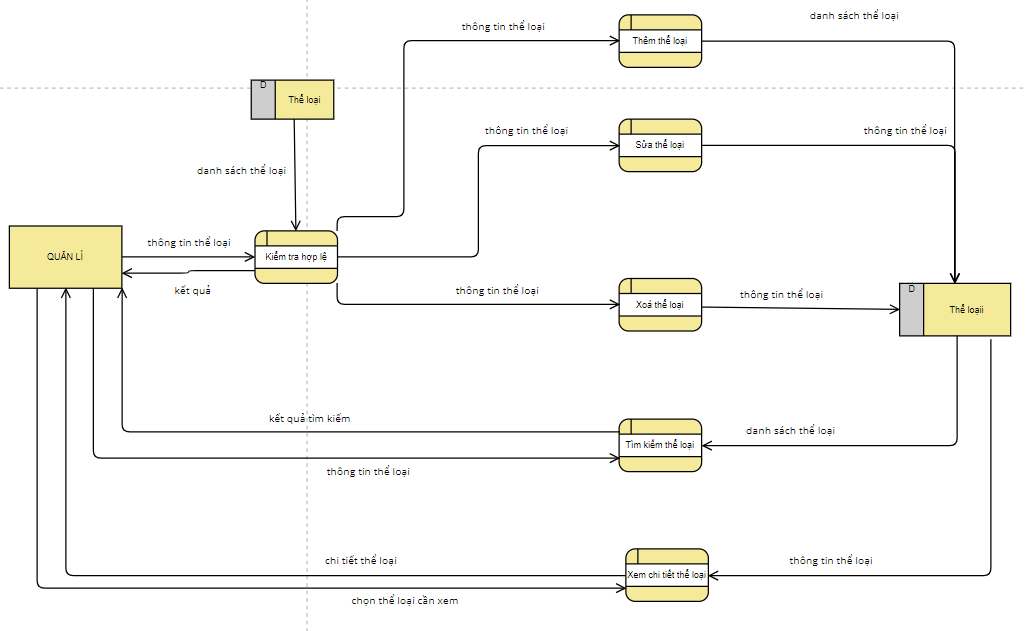 danh sách thể loại
thông tin thể loại
Thêm thể loại
D
Thể loại
thông tin thể loại
thông tin thể loại
Sửa thể loại
danh sách thể loại
thông tin thể loại
QUẢN LÍ
Kiểm tra hợp lệ
kết quả
thông tin thể loại
thông tin thể loại
Xoá thể loại
D
Thể loaii
kết quả tìm kiếm
danh sách thể loại
Tìm kiếm thể loại
thông tin thể loại
chi tiết thể loại
thông tin thể loại
Xem chi tiết thể loại
chọn thể loại cần xem